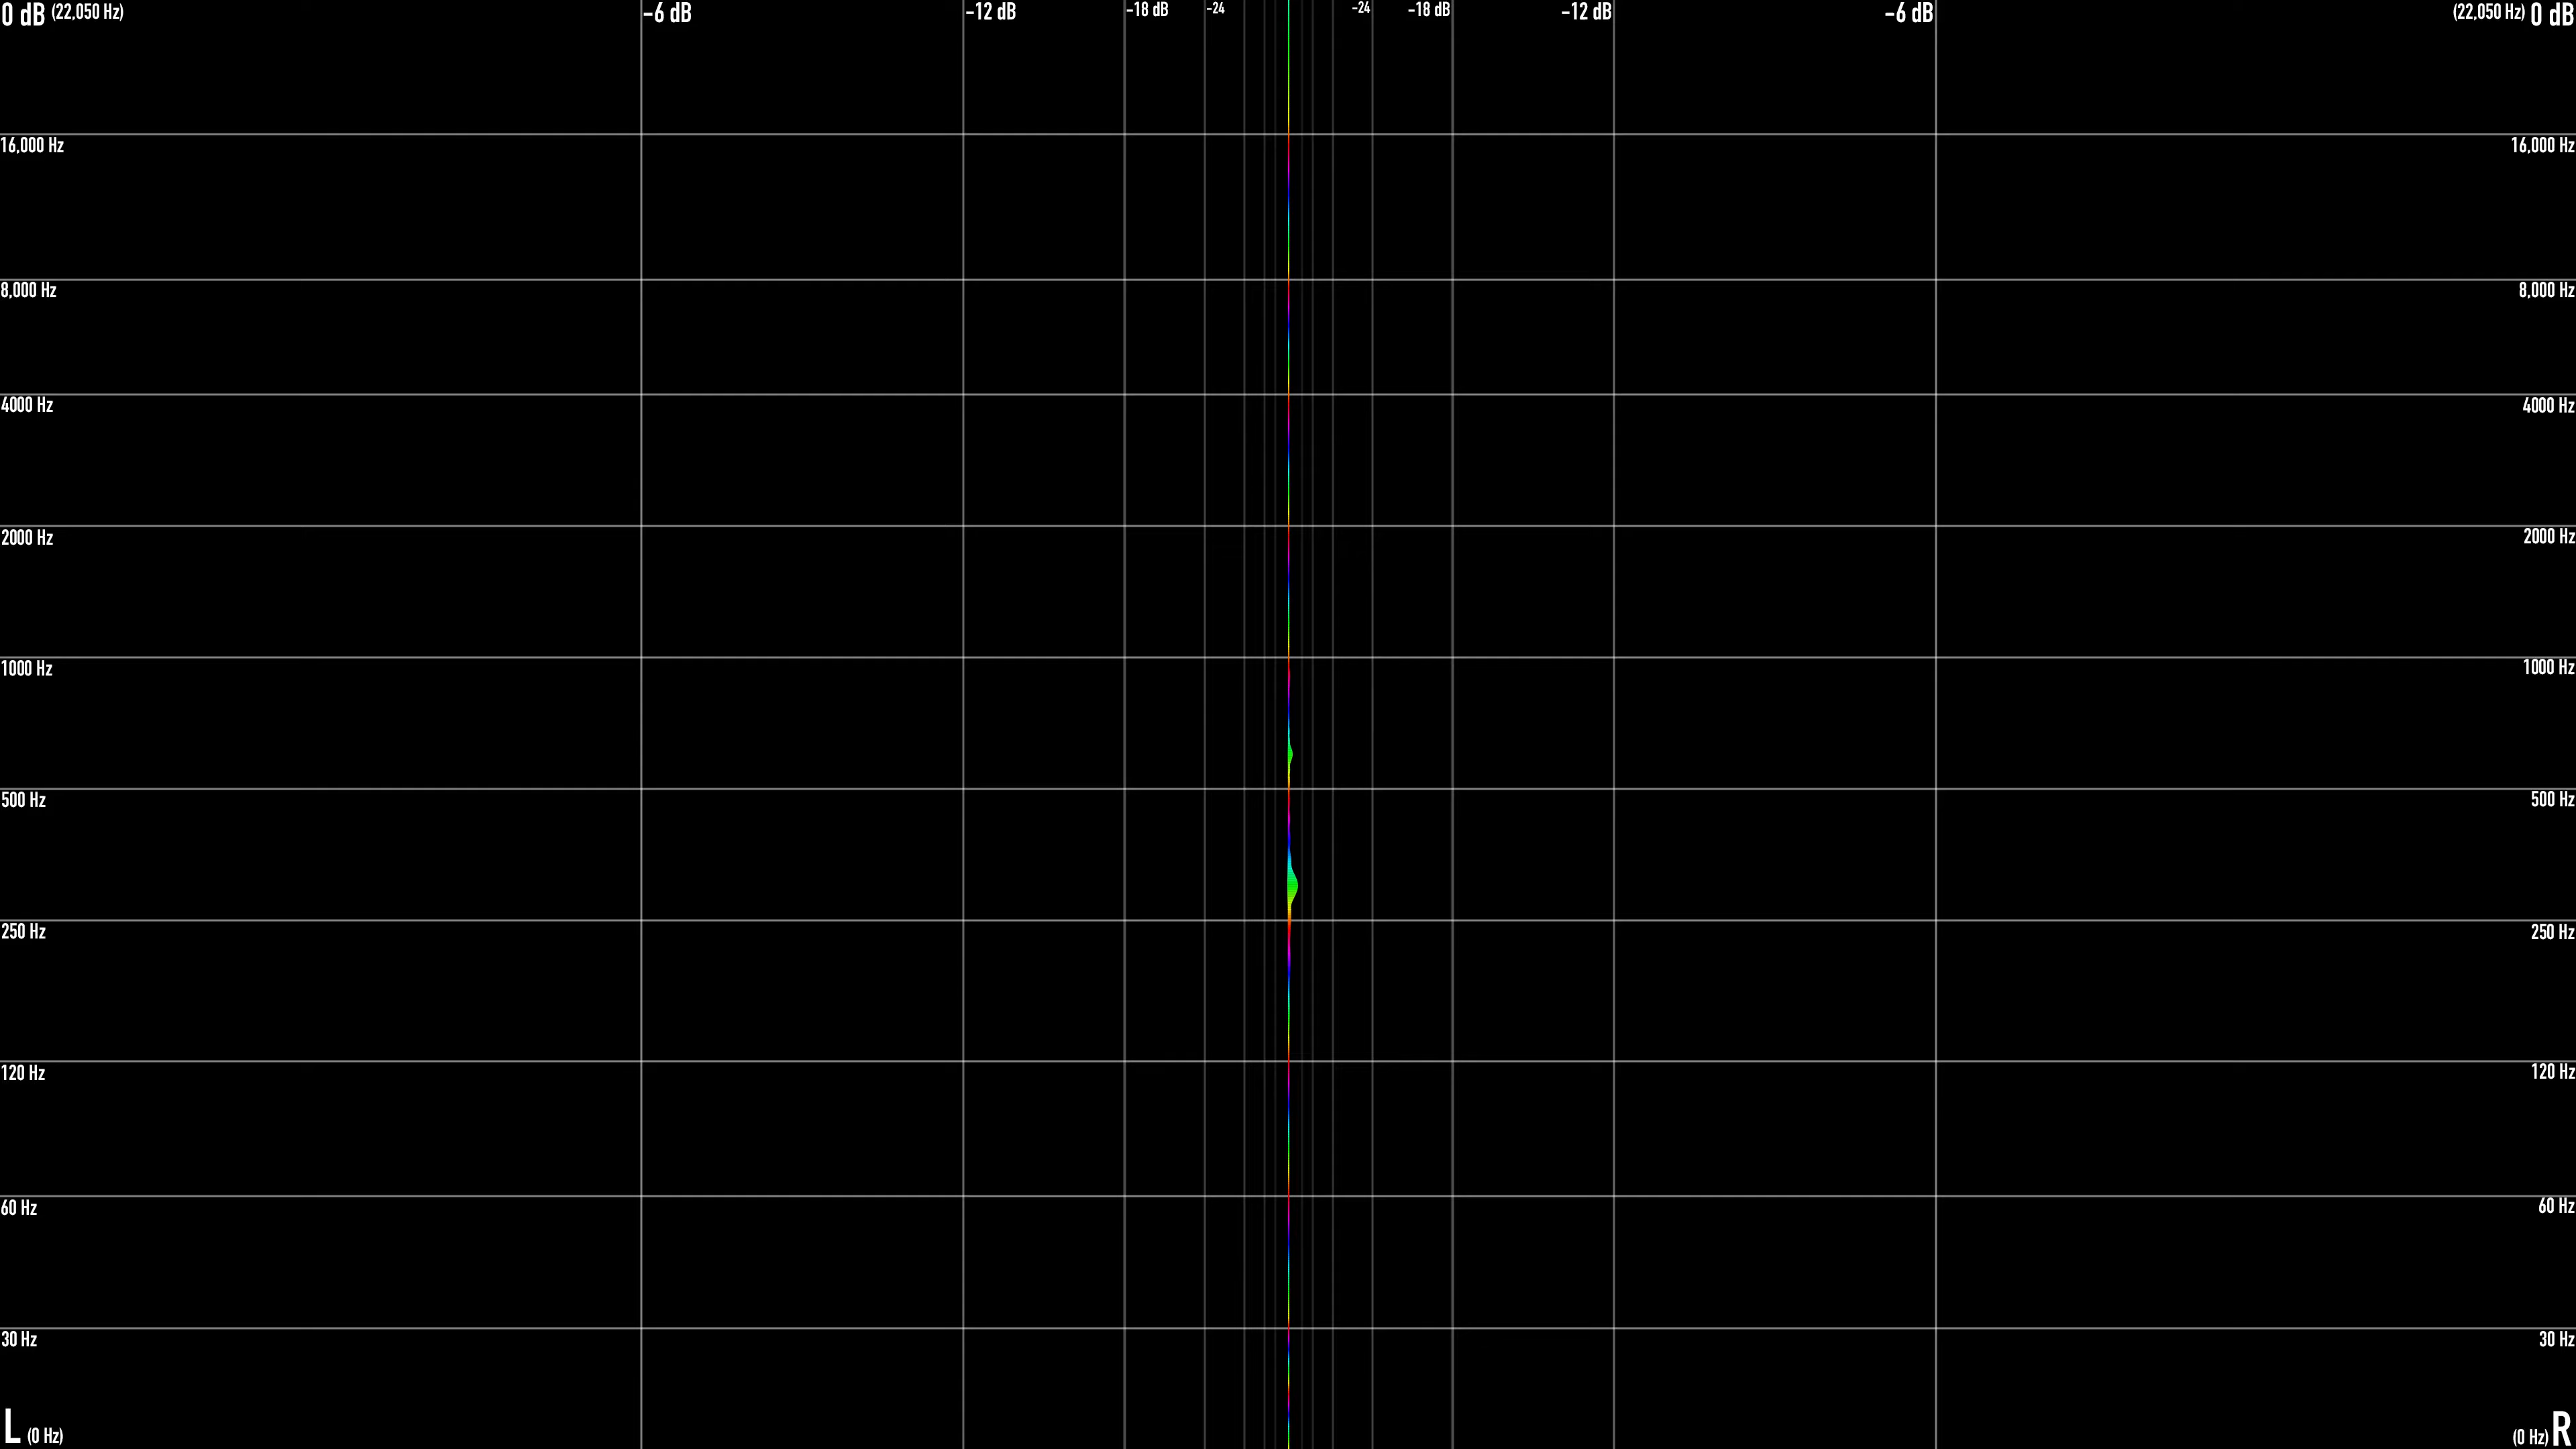 0 dB (22,050 Hz) –6 dB –12 dB –18 dB –24 –24 –18 dB –12 dB –6 dB (22,050 Hz) 0 dB
16,000 Hz 16,000 Hz
8,000 Hz 8,000 Hz
4000 Hz 4000 Hz
2000 Hz 2000 Hz
1000 Hz 1000 Hz
500 Hz 500 Hz
250 Hz 250 Hz
120 Hz 120 Hz
60 Hz 60 Hz
30 Hz 30 Hz
L (0 Hz) (0 Hz) R